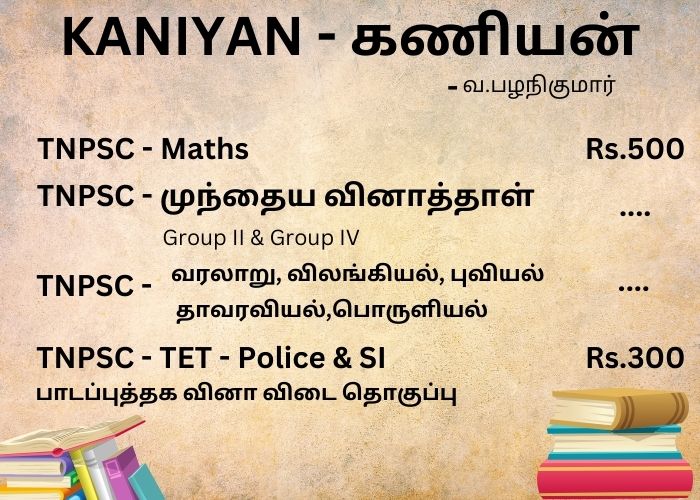 KANIYAN - கணியன்
- வ.பழநிகுமார்
TNPSC - Maths Rs.500
TNPSC - முந்தைய வினாத்தாள் ....
Group II & Group IV
TNPSC - வரலாறு, விலங்கியல், புவியல் ....
தாவரவியல்,பொருளியல்
TNPSC - TET - Police & SI Rs.300
பாடப்புத்தக வினா விடை தொகுப்பு